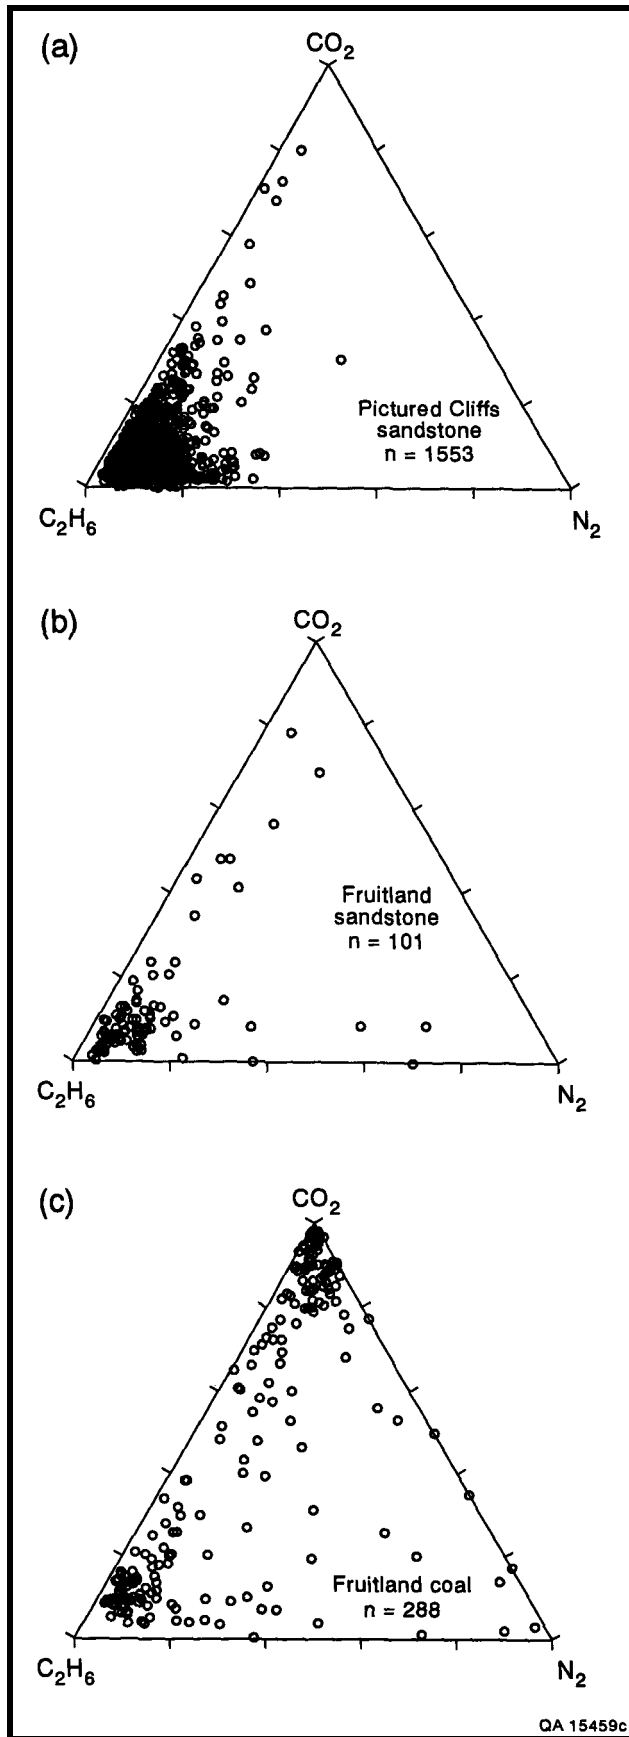 (a)
CO₂
Pictured Cliffs
sandstone
n = 1553
C₂H₆
N₂
(b)
CO₂
Fruitland
sandstone
n = 101
C₂H₆
N₂
(c)
CO₂
Fruitland coal
n = 288
C₂H₆
N₂
QA 15459c